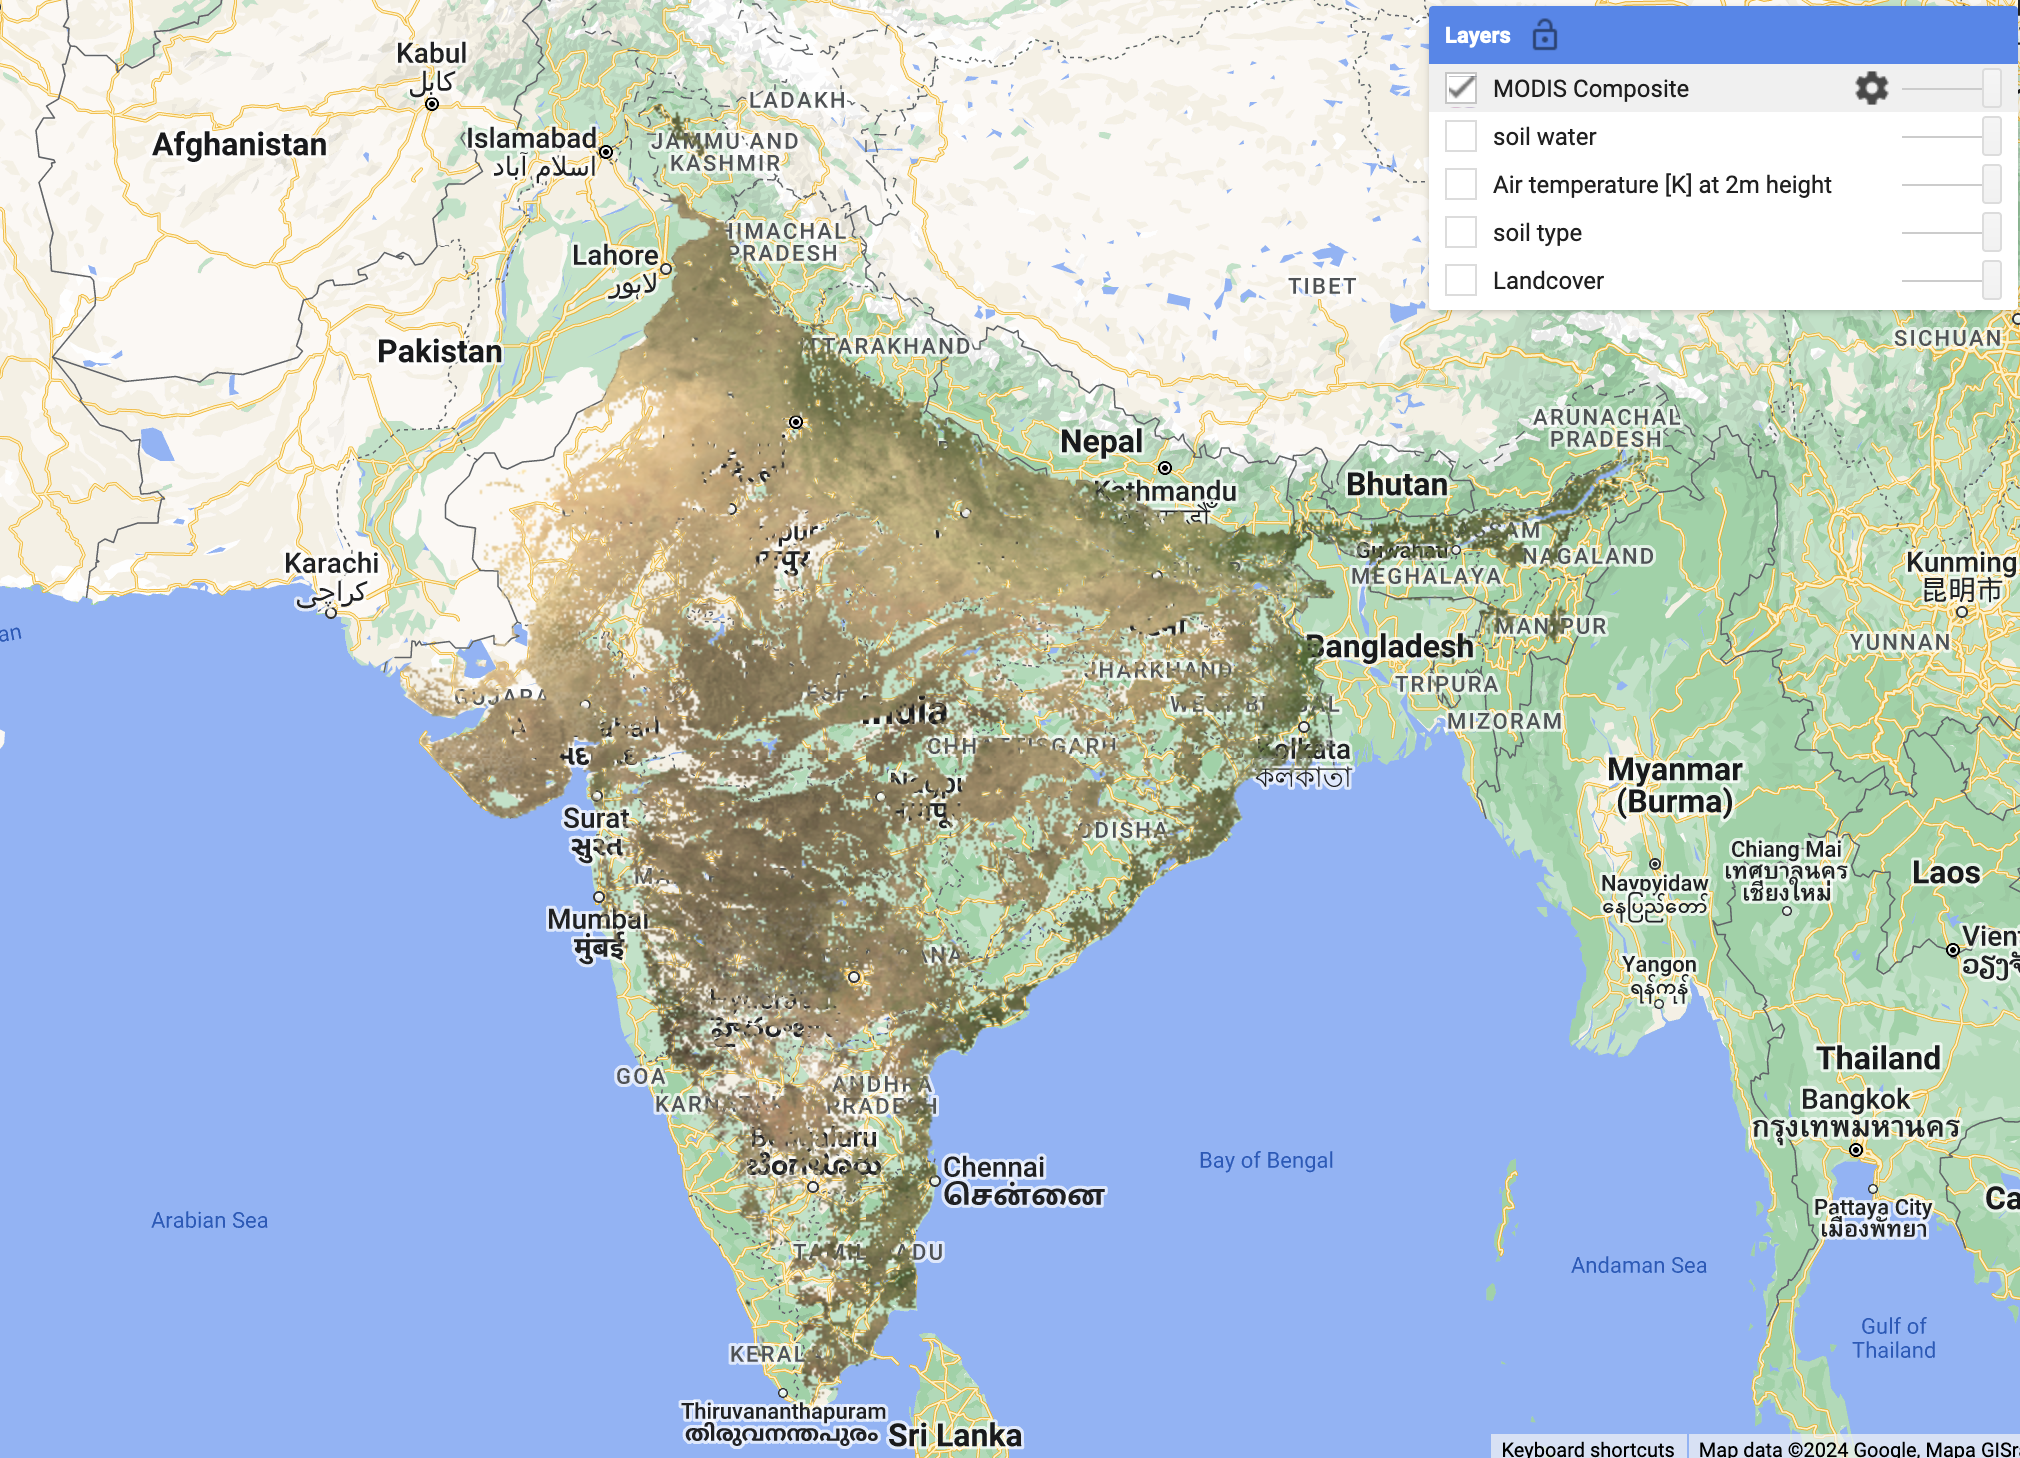 Layers
MODIS Composite
soil water
Air temperature [K] at 2m height
soil type
Landcover
Kabul
کابل
LADAKH
Afghanistan
Islamabad
اسلام آباد
JAMMU AND
KASHMIR
HIMACHAL
PRADESH
Lahore
لاہور
TIBET
SICHUAN
Pakistan
UTTARAKHAND
ARUNACHAL
PRADESH
Nepal
Kathmandu
Bhutan
Karachi
کراچی
Guwahati
NAGALAND
MEGHALAYA
Kunming
昆明市
MANIPUR
YUNNAN
Bangladesh
JHARKHAND
TRIPURA
MIZORAM
India
CHHATTISGARH
Kolkata
কলকাতা
Myanmar
(Burma)
Surat
સુરત
ODISHA
Chiang Mai
เทศบาลนคร
เชียงใหม่
Laos
Naypyidaw
နေပြည်တော်
Mumbai
मुंबई
Yangon
ရန်ကုန်
Thailand
GOA
ANDHRA
PRADESH
Bangkok
กรุงเทพมหานคร
Bengaluru
Chennai
சென்னை
Bay of Bengal
Arabian Sea
Pattaya City
เมืองพัทยา
TAMIL NADU
Andaman Sea
Gulf of
Thailand
KERAL
Thiruvananthapuram
തിരുവനന്തപുരം
Sri Lanka
Keyboard shortcuts
Map data ©2024 Google, Mapa GISr